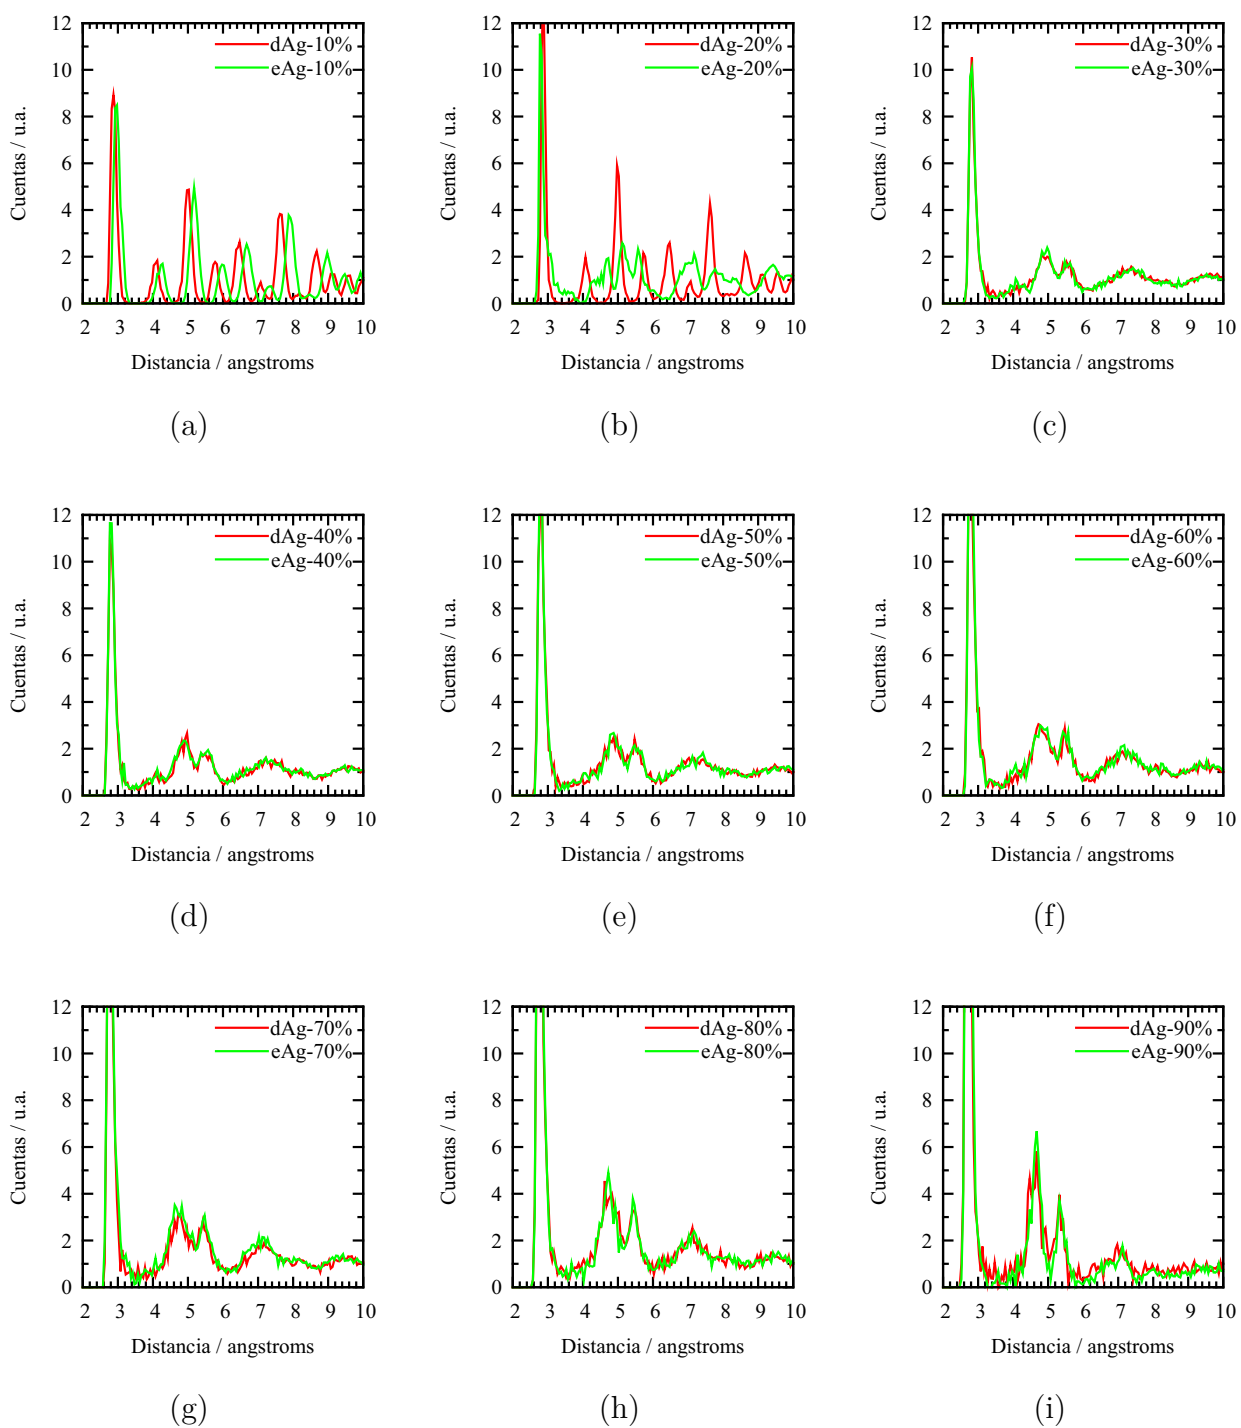 12
10
8
6
4
2
0
2 3 4 5 6 7 8 9 10
Cuentas / u.a.
Distancia / angstroms
dAg-10%
eAg-10%
(a)
12
10
8
6
4
2
0
2 3 4 5 6 7 8 9 10
Cuentas / u.a.
Distancia / angstroms
dAg-20%
eAg-20%
(b)
12
10
8
6
4
2
0
2 3 4 5 6 7 8 9 10
Cuentas / u.a.
Distancia / angstroms
dAg-30%
eAg-30%
(c)
12
10
8
6
4
2
0
2 3 4 5 6 7 8 9 10
Cuentas / u.a.
Distancia / angstroms
dAg-40%
eAg-40%
(d)
12
10
8
6
4
2
0
2 3 4 5 6 7 8 9 10
Cuentas / u.a.
Distancia / angstroms
dAg-50%
eAg-50%
(e)
12
10
8
6
4
2
0
2 3 4 5 6 7 8 9 10
Cuentas / u.a.
Distancia / angstroms
dAg-60%
eAg-60%
(f)
12
10
8
6
4
2
0
2 3 4 5 6 7 8 9 10
Cuentas / u.a.
Distancia / angstroms
dAg-70%
eAg-70%
(g)
12
10
8
6
4
2
0
2 3 4 5 6 7 8 9 10
Cuentas / u.a.
Distancia / angstroms
dAg-80%
eAg-80%
(h)
12
10
8
6
4
2
0
2 3 4 5 6 7 8 9 10
Cuentas / u.a.
Distancia / angstroms
dAg-90%
eAg-90%
(i)